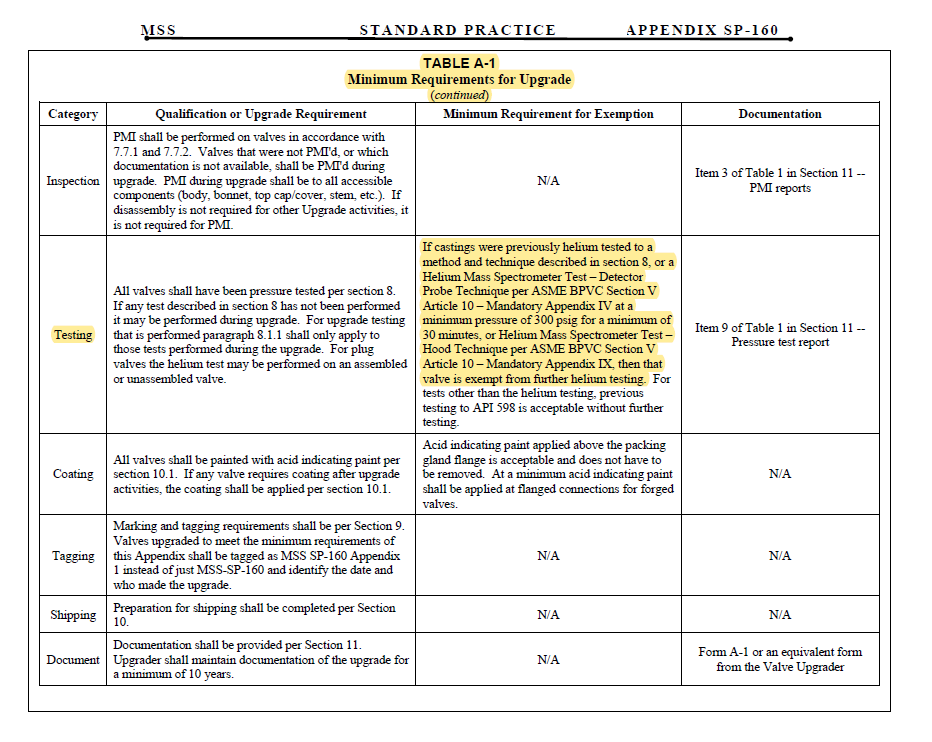 MSS STANDARD PRACTICE APPENDIX SP-160
TABLE A-1
Minimum Requirements for Upgrade
(continued)
Category Qualification or Upgrade Requirement Minimum Requirement for Exemption Documentation
Inspection
PMI shall be performed on valves in accordance with
7.7.1 and 7.7.2. Valves that were not PMI'd, or which
documentation is not available, shall be PMI'd during
upgrade. PMI during upgrade shall be to all accessible
components (body, bonnet, top cap/cover, stem, etc.). If
disassembly is not required for other Upgrade activities, it
is not required for PMI.
N/A
Item 3 of Table 1 in Section 11 --
PMI reports
Testing
All valves shall have been pressure tested per section 8.
If any test described in section 8 has not been performed
it may be performed during upgrade. For upgrade testing
that is performed paragraph 8.1.1 shall only apply to
those tests performed during the upgrade. For plug
valves the helium test may be performed on an assembled
or unassembled valve.
If castings were previously helium tested to a
method and technique described in section 8, or a
Helium Mass Spectrometer Test – Detector
Probe Technique per ASME BPVC Section V
Article 10 – Mandatory Appendix IV at a
minimum pressure of 300 psig for a minimum of
30 minutes, or Helium Mass Spectrometer Test –
Hood Technique per ASME BPVC Section V
Article 10 – Mandatory Appendix IX, then that
valve is exempt from further helium testing. For
tests other than the helium testing, previous
testing to API 598 is acceptable without further
testing.
Item 9 of Table 1 in Section 11 --
Pressure test report
Coating
All valves shall be painted with acid indicating paint per
section 10.1. If any valve requires coating after upgrade
activities, the coating shall be applied per section 10.1.
Acid indicating paint applied above the packing
gland flange is acceptable and does not have to
be removed. At a minimum acid indicating paint
shall be applied at flanged connections for forged
valves.
N/A
Tagging
Marking and tagging requirements shall be per Section 9.
Valves upgraded to meet the minimum requirements of
this Appendix shall be tagged as MSS SP-160 Appendix
1 instead of just MSS-SP-160 and identify the date and
who made the upgrade.
N/A
N/A
Shipping
Preparation for shipping shall be completed per Section
10.
N/A
N/A
Document
Documentation shall be provided per Section 11.
Upgrader shall maintain documentation of the upgrade for
a minimum of 10 years.
N/A
Form A-1 or an equivalent form
from the Valve Upgrader